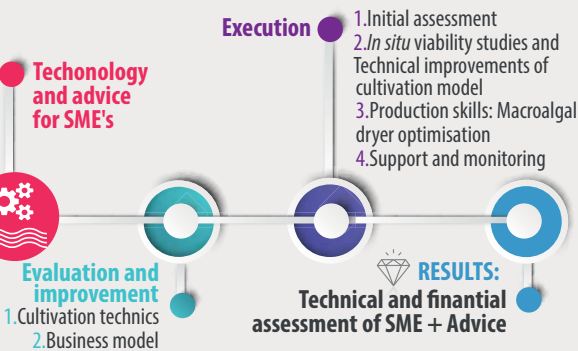 Techonology
and advice
for SME's
Evaluation and
improvement
1.Cultivation technics
2.Business model
Execution
1.Initial assessment
2.In situ viability studies and
Technical improvements of
cultivation model
3.Production skills: Macroalgal
dryer optimisation
4.Support and monitoring
RESULTS:
Technical and finantial
assessment of SME + Advice